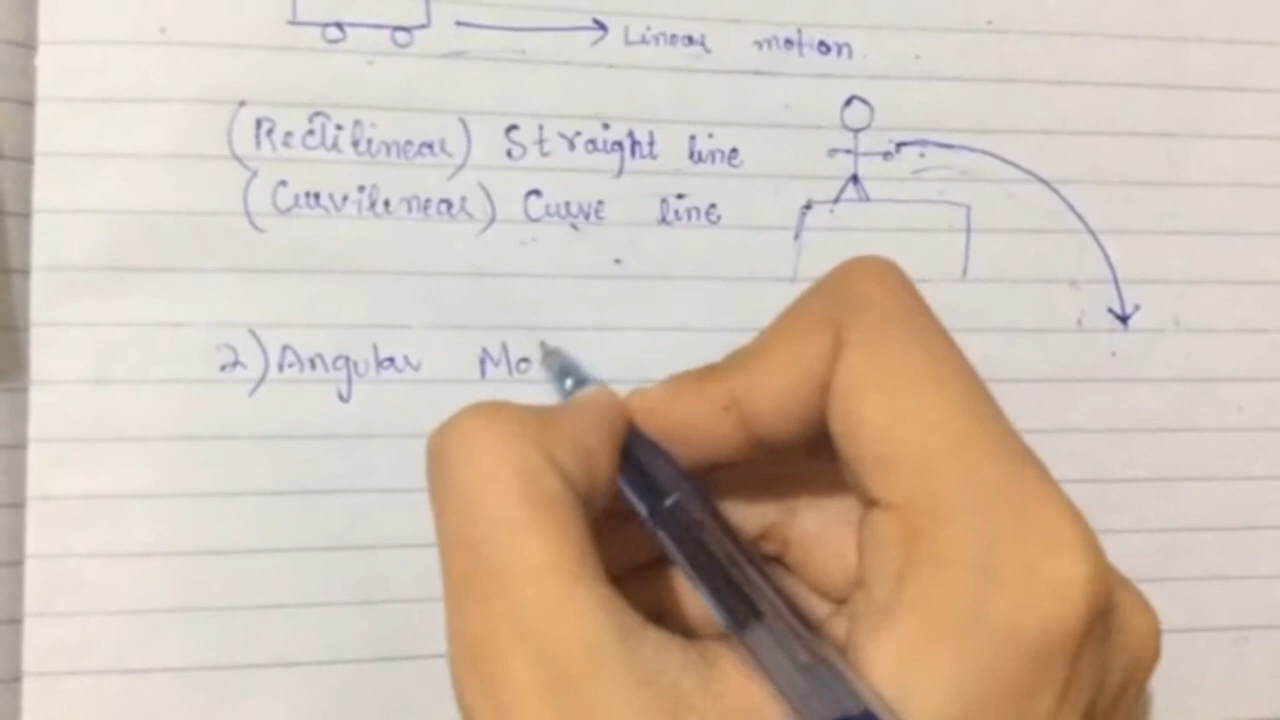 Linear motion
(Rectilinear) Straight line
(Curvilinear) Curve line
2) Angular Mo